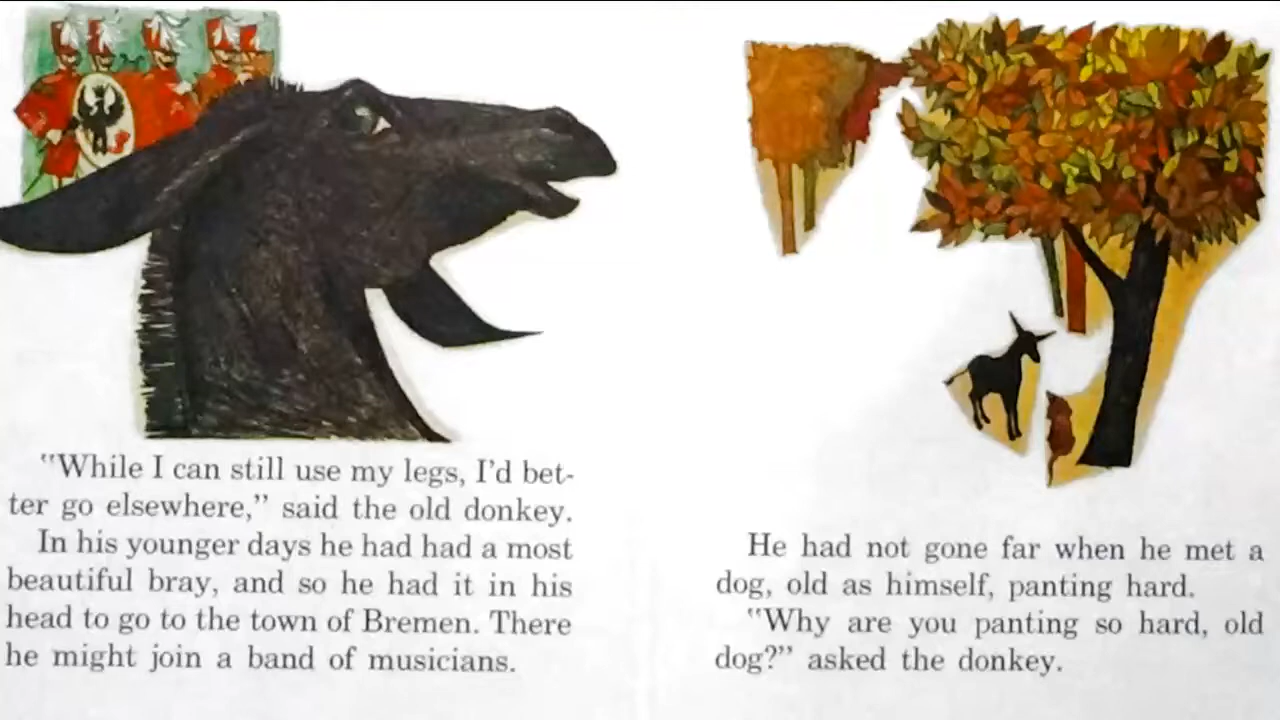 "While I can still use my legs, I'd bet-
ter go elsewhere," said the old donkey.
In his younger days he had had a most
beautiful bray, and so he had it in his
head to go to the town of Bremen. There
he might join a band of musicians.
He had not gone far when he met a
dog, old as himself, panting hard.
"Why are you panting so hard, old
dog?" asked the donkey.